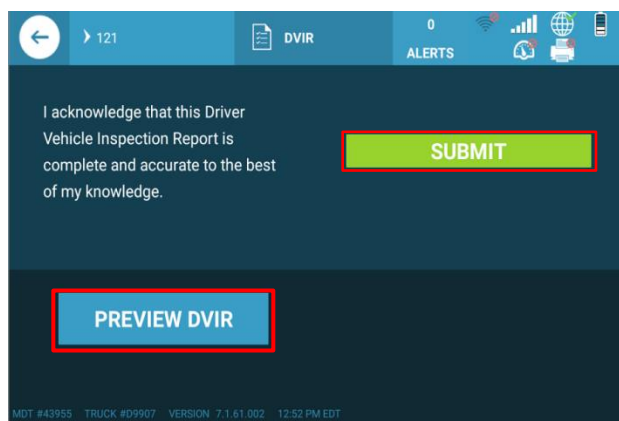 121
DVIR
0
ALERTS
I acknowledge that this Driver
Vehicle Inspection Report is
complete and accurate to the best
of my knowledge.
SUBMIT
PREVIEW DVIR
MDT #43955 TRUCK #D9907 VERSION 7.1.61.002 12:52 PM EDT